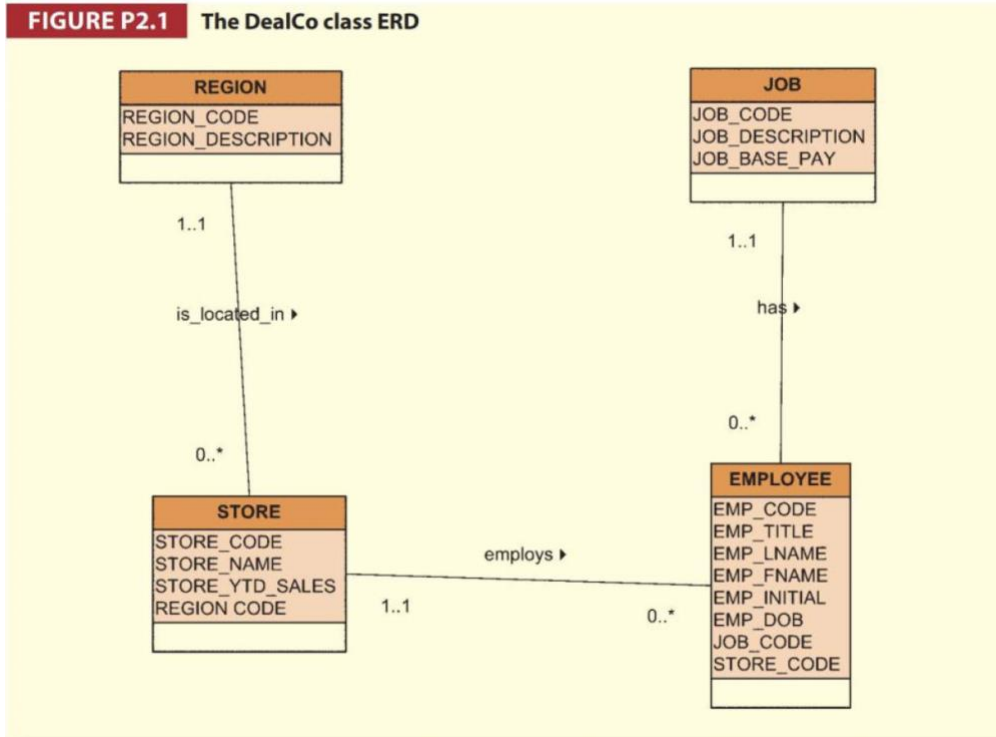 FIGURE P2.1 The DealCo class ERD
REGION
REGION_CODE
REGION_DESCRIPTION
JOB
JOB_CODE
JOB_DESCRIPTION
JOB_BASE_PAY
1..1
1..1
is_located_in
has
0..*
0..*
STORE
STORE_CODE
STORE_NAME
STORE_YTD_SALES
REGION CODE
employs
1..1
0..*
EMPLOYEE
EMP_CODE
EMP_TITLE
EMP_LNAME
EMP_FNAME
EMP_INITIAL
EMP_DOB
JOB_CODE
STORE_CODE